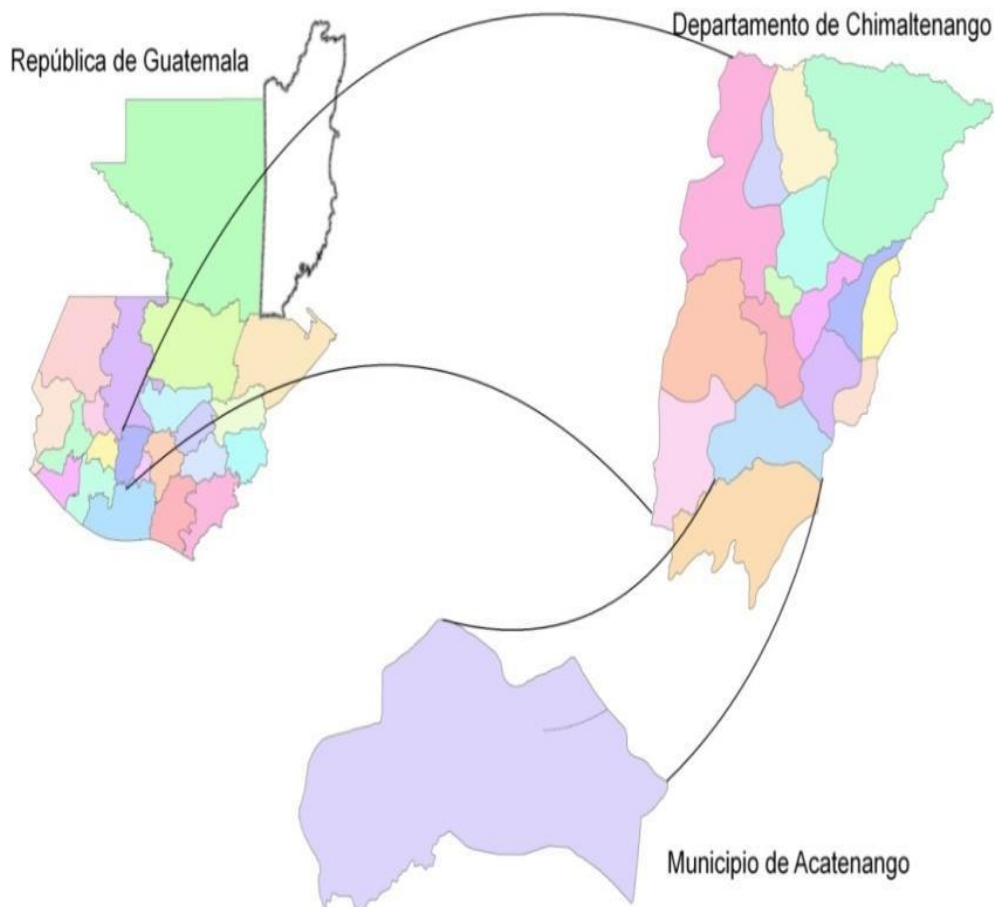 Departamento de Chimaltenango
República de Guatemala
Municipio de Acatenango